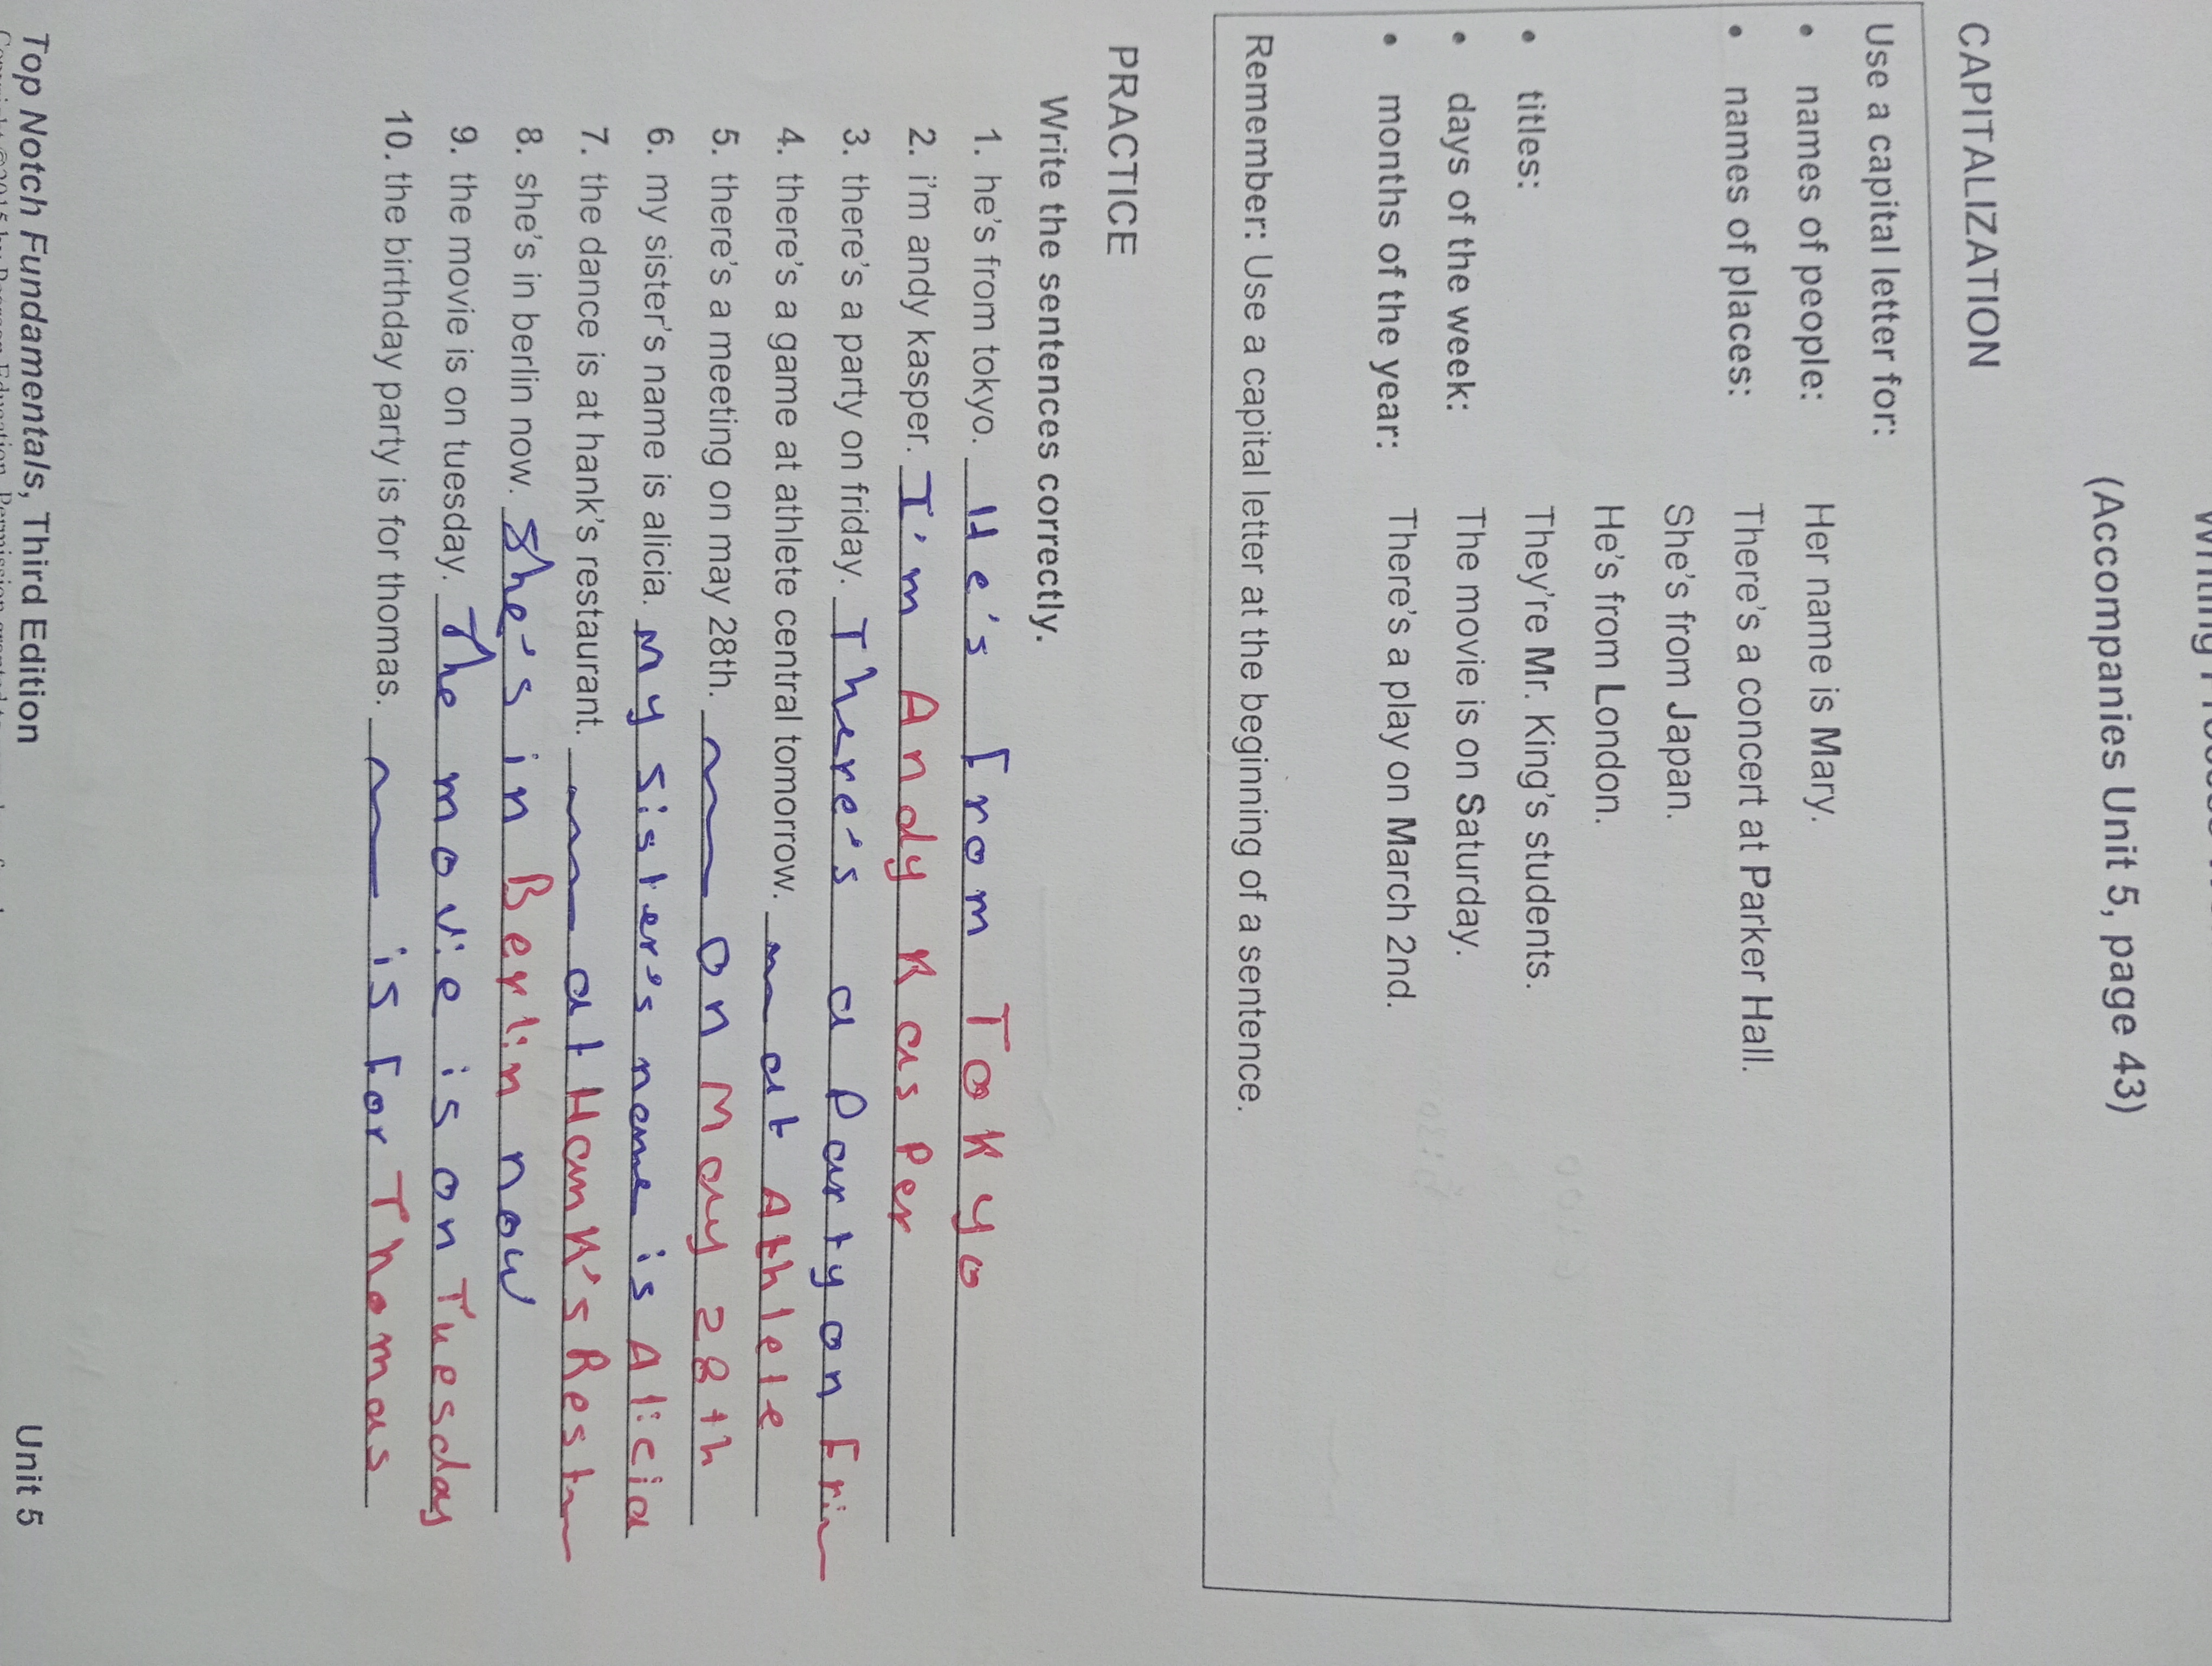 Writing Process
(Accompanies Unit 5, page 43)
CAPITALIZATION
Use a capital letter for:
• names of people: Her name is Mary.
• names of places: There's a concert at Parker Hall.
She's from Japan.
He's from London.
• titles: They're Mr. King's students.
• days of the week: The movie is on Saturday.
• months of the year: There's a play on March 2nd.
Remember: Use a capital letter at the beginning of a sentence.
PRACTICE
Write the sentences correctly.
1. he's from tokyo. He's From Tokyo
2. i'm andy kasper. I'm Andy Kasper
3. there's a party on friday. There's a Party on Fri
4. there's a game at athlete central tomorrow. at Athlete
5. there's a meeting on may 28th. on May 28th
6. my sister's name is alicia. My sister's name is Alicia
7. the dance is at hank's restaurant. at Hank's Rest
8. she's in berlin now. She's in Berlin now
9. the movie is on tuesday. The movie is on Tuesday
10. the birthday party is for thomas. is For Thomas
Top Notch Fundamentals, Third Edition Unit 5